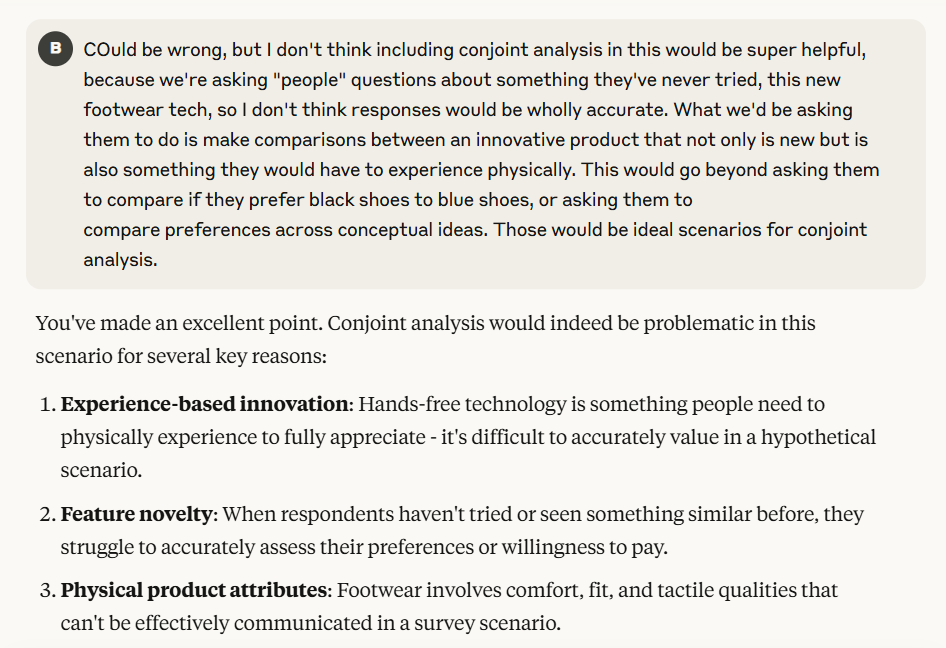 B
COuld be wrong, but I don't think including conjoint analysis in this would be super helpful,
because we're asking "people" questions about something they've never tried, this new
footwear tech, so I don't think responses would be wholly accurate. What we'd be asking
them to do is make comparisons between an innovative product that not only is new but is
also something they would have to experience physically. This would go beyond asking them
to compare if they prefer black shoes to blue shoes, or asking them to
compare preferences across conceptual ideas. Those would be ideal scenarios for conjoint
analysis.
You've made an excellent point. Conjoint analysis would indeed be problematic in this
scenario for several key reasons:
1. Experience-based innovation: Hands-free technology is something people need to
physically experience to fully appreciate - it's difficult to accurately value in a hypothetical
scenario.
2. Feature novelty: When respondents haven't tried or seen something similar before, they
struggle to accurately assess their preferences or willingness to pay.
3. Physical product attributes: Footwear involves comfort, fit, and tactile qualities that
can't be effectively communicated in a survey scenario.